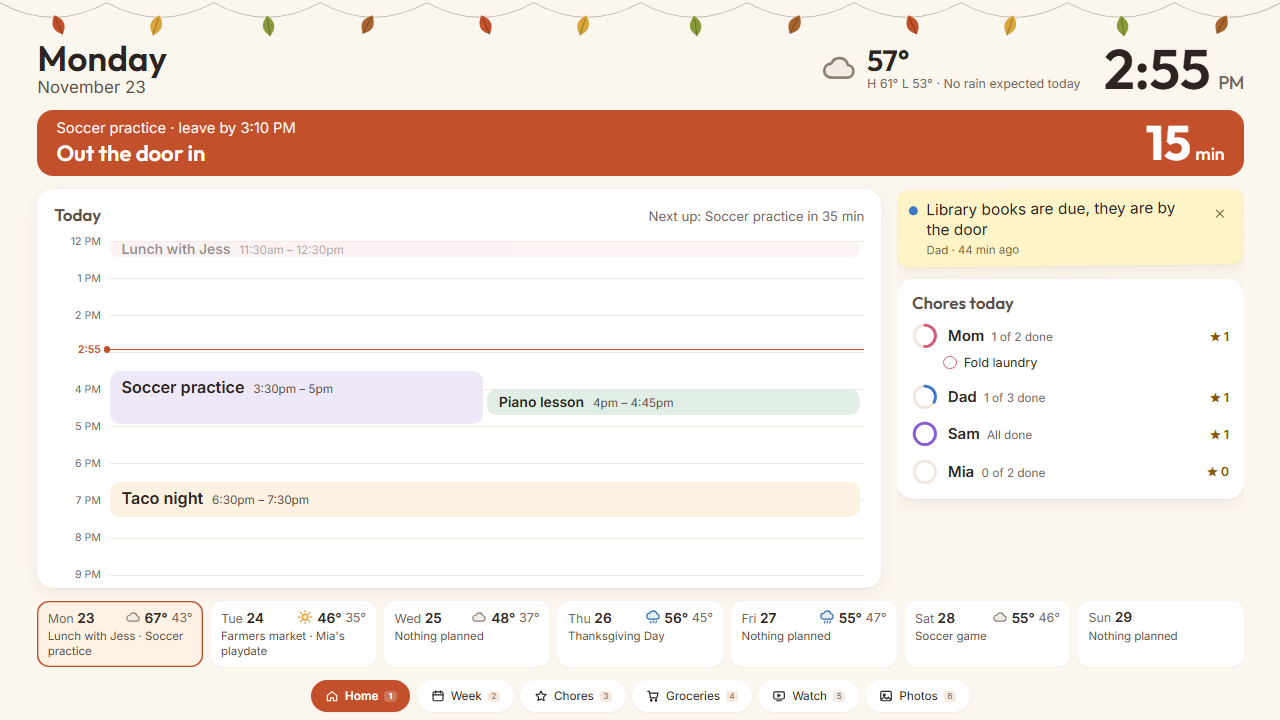 Monday
November 23
57°
H 61° L 53° · No rain expected today
2:55 PM
Soccer practice · leave by 3:10 PM
Out the door in
15 min
Today
Next up: Soccer practice in 35 min
12 PM
Lunch with Jess 11:30am – 12:30pm
1 PM
2 PM
2:55
Soccer practice 3:30pm – 5pm
4 PM
Piano lesson 4pm – 4:45pm
5 PM
6 PM
Taco night 6:30pm – 7:30pm
7 PM
8 PM
9 PM
Library books are due, they are by
the door
Dad · 44 min ago
Chores today
Mom 1 of 2 done ★ 1
Fold laundry
Dad 1 of 3 done ★ 1
Sam All done ★ 1
Mia 0 of 2 done ★ 0
Mon 23 67° 43°
Lunch with Jess · Soccer
practice
Tue 24 46° 35°
Farmers market · Mia's
playdate
Wed 25 48° 37°
Nothing planned
Thu 26 56° 45°
Thanksgiving Day
Fri 27 55° 47°
Nothing planned
Sat 28 55° 46°
Soccer game
Sun 29
Nothing planned
Home 1
Week 2
Chores 3
Groceries 4
Watch 5
Photos 6